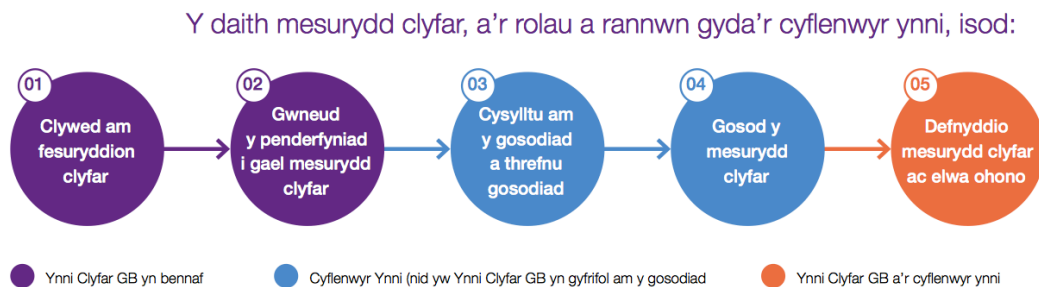 Y daith mesurydd clyfar, a'r rolau a rannwn gyda'r cyflenwyr ynni, isod:
01
Clywed am
fesuryddion
clyfar
02
Gwneud
y penderfyniad
i gael mesurydd
clyfar
03
Cysylltu am
y gosodiad
a threfnu
gosodiad
04
Gosod y
mesurydd
clyfar
05
Defnyddio
mesurydd clyfar
ac elwa ohono
Ynni Clyfar GB yn bennaf
Cyflenwyr Ynni (nid yw Ynni Clyfar GB yn gyfrifol am y gosodiad
Ynni Clyfar GB a'r cyflenwyr ynni